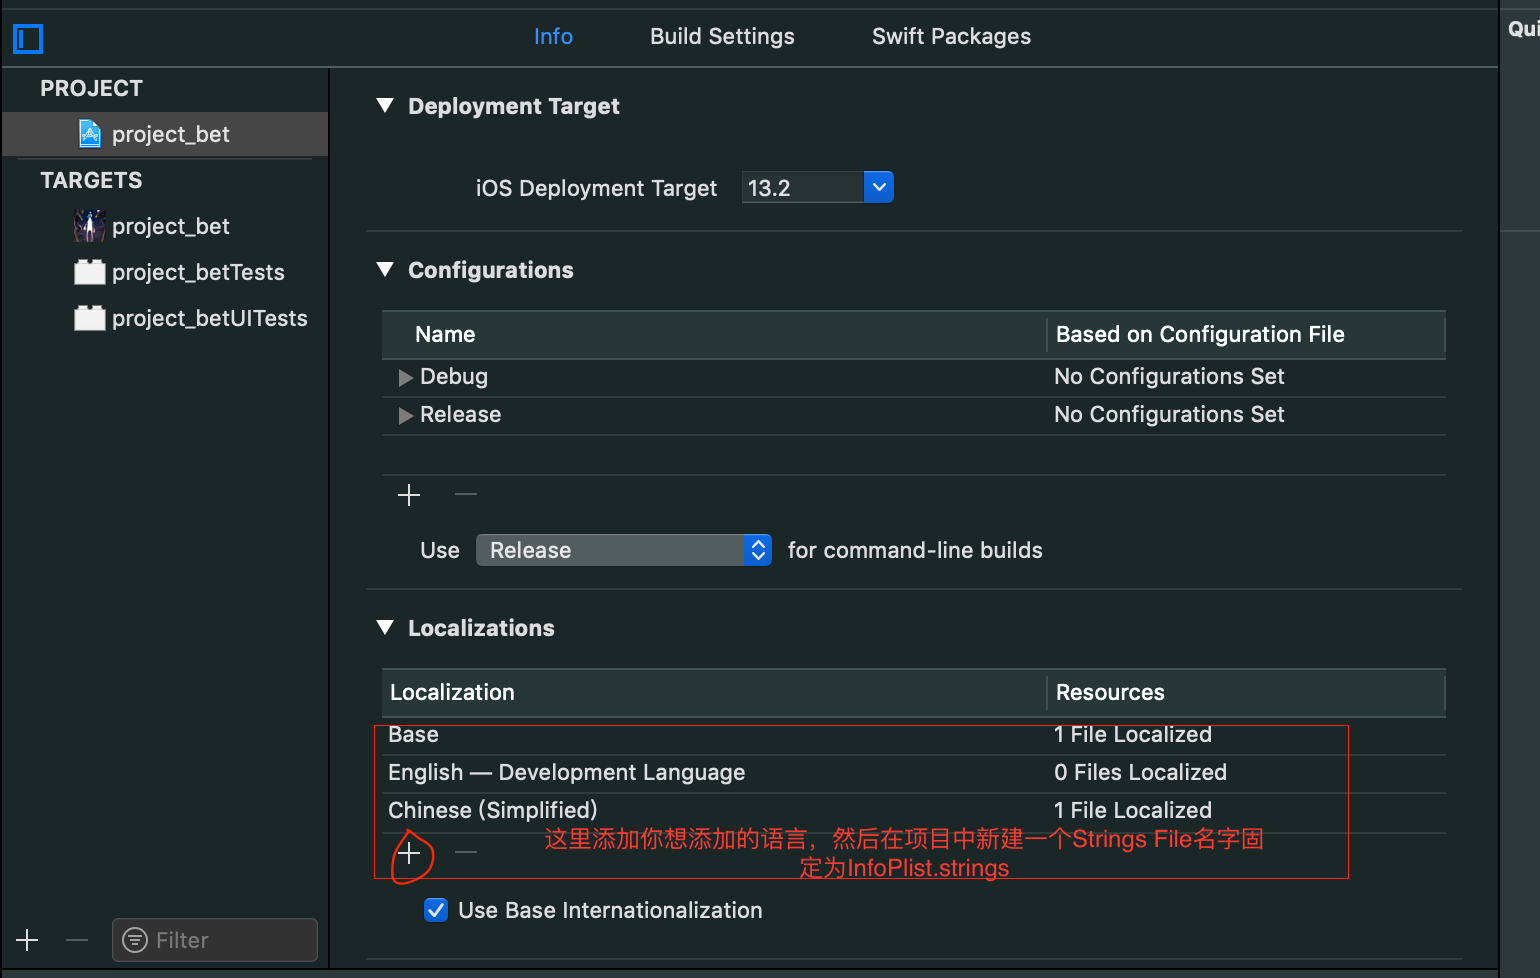 Info
Build Settings
Swift Packages
Qui
PROJECT
project_bet
TARGETS
project_bet
project_betTests
project_betUITests
Filter
Deployment Target
iOS Deployment Target 13.2
Configurations
Name Based on Configuration File
Debug No Configurations Set
Release No Configurations Set
Use Release for command-line builds
Localizations
Localization Resources
Base 1 File Localized
English — Development Language 0 Files Localized
Chinese (Simplified) 1 File Localized
这里添加你想添加的语言，然后在项目中新建一个Strings File名字固
定为InfoPlist.strings
Use Base Internationalization